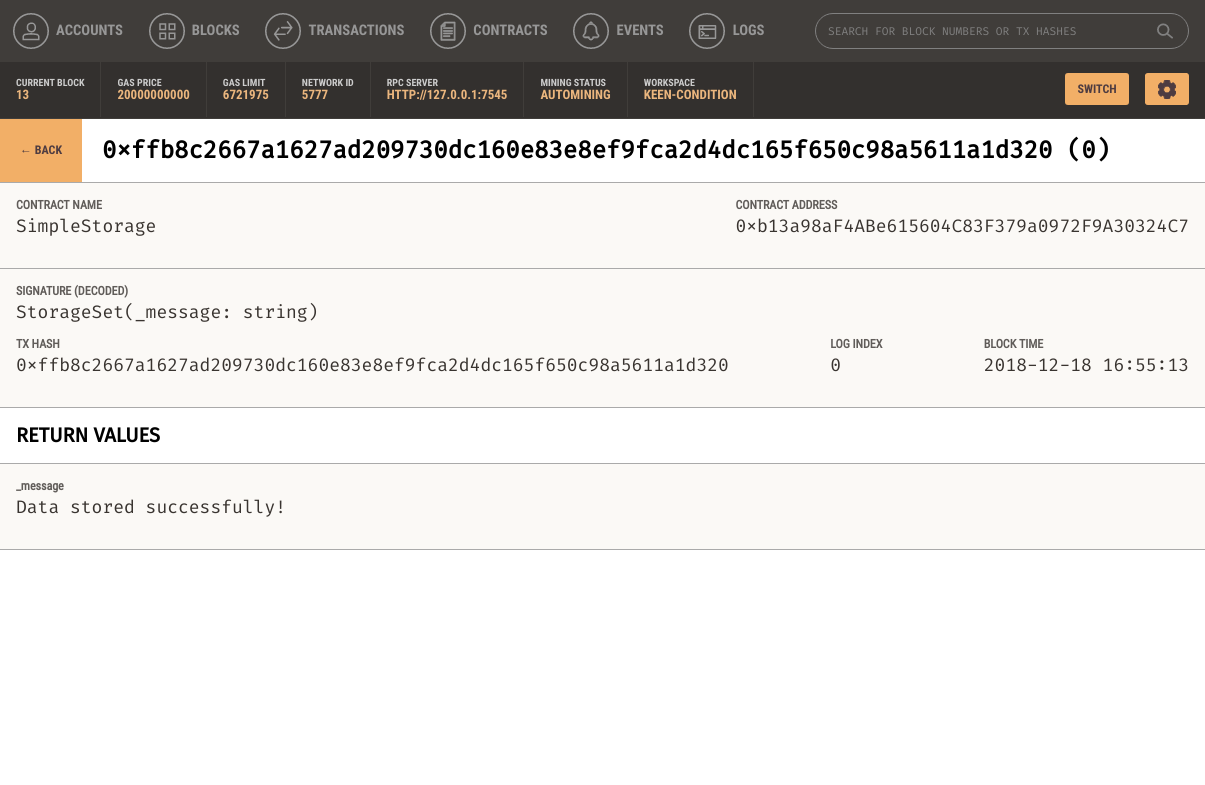 ACCOUNTS BLOCKS TRANSACTIONS CONTRACTS EVENTS LOGS SEARCH FOR BLOCK NUMBERS OR TX HASHES
CURRENT BLOCK GAS PRICE GAS LIMIT NETWORK ID RPC SERVER MINING STATUS WORKSPACE
13 20000000000 6721975 5777 HTTP://127.0.0.1:7545 AUTOMINING KEEN-CONDITION SWITCH
← BACK 0×ffb8c2667a1627ad209730dc160e83e8ef9fca2d4dc165f650c98a5611a1d320 (0)
CONTRACT NAME CONTRACT ADDRESS
SimpleStorage 0×b13a98aF4ABe615604C83F379a0972F9A30324C7
SIGNATURE (DECODED)
StorageSet(_message: string)
TX HASH LOG INDEX BLOCK TIME
0×ffb8c2667a1627ad209730dc160e83e8ef9fca2d4dc165f650c98a5611a1d320 0 2018-12-18 16:55:13
RETURN VALUES
_message
Data stored successfully!